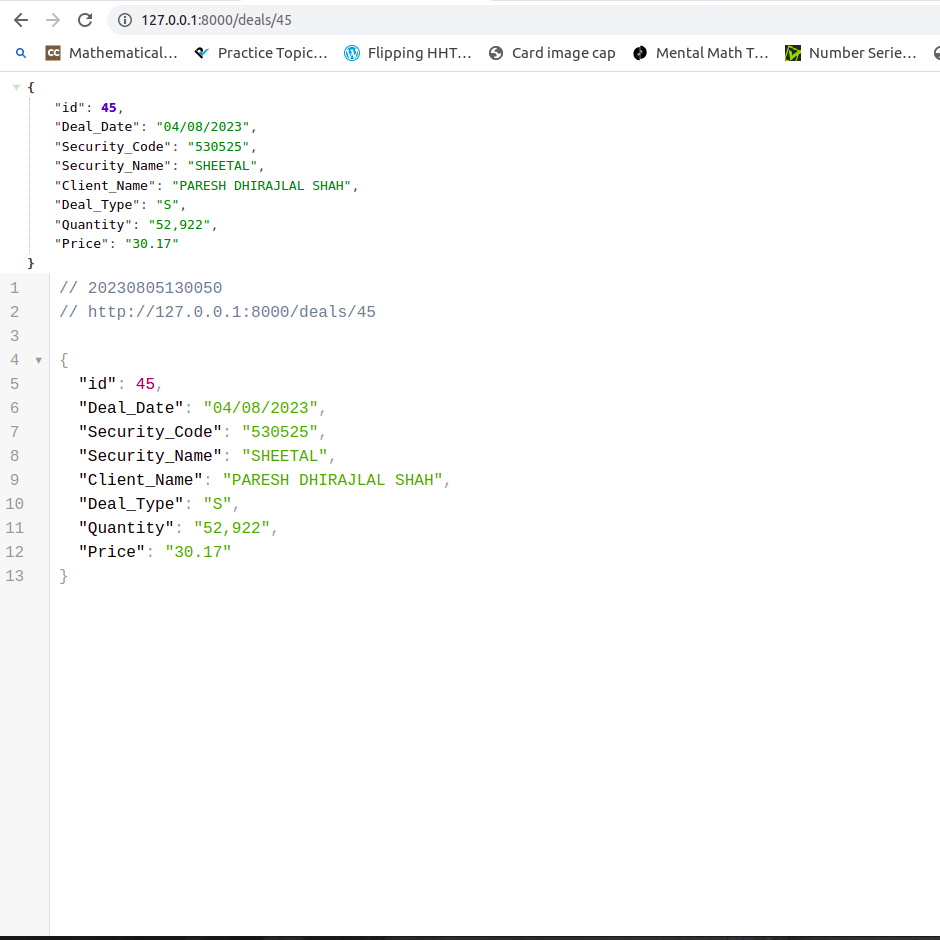 127.0.0.1:8000/deals/45
CC Mathematical... Practice Topic... Flipping HHT... Card image cap Mental Math T... Number Serie...
{
"id": 45,
"Deal_Date": "04/08/2023",
"Security_Code": "530525",
"Security_Name": "SHEETAL",
"Client_Name": "PARESH DHIRAJLAL SHAH",
"Deal_Type": "S",
"Quantity": "52,922",
"Price": "30.17"
}
1 // 20230805130050
2 // http://127.0.0.1:8000/deals/45
3
4 {
5 "id": 45,
6 "Deal_Date": "04/08/2023",
7 "Security_Code": "530525",
8 "Security_Name": "SHEETAL",
9 "Client_Name": "PARESH DHIRAJLAL SHAH",
10 "Deal_Type": "S",
11 "Quantity": "52,922",
12 "Price": "30.17"
13 }